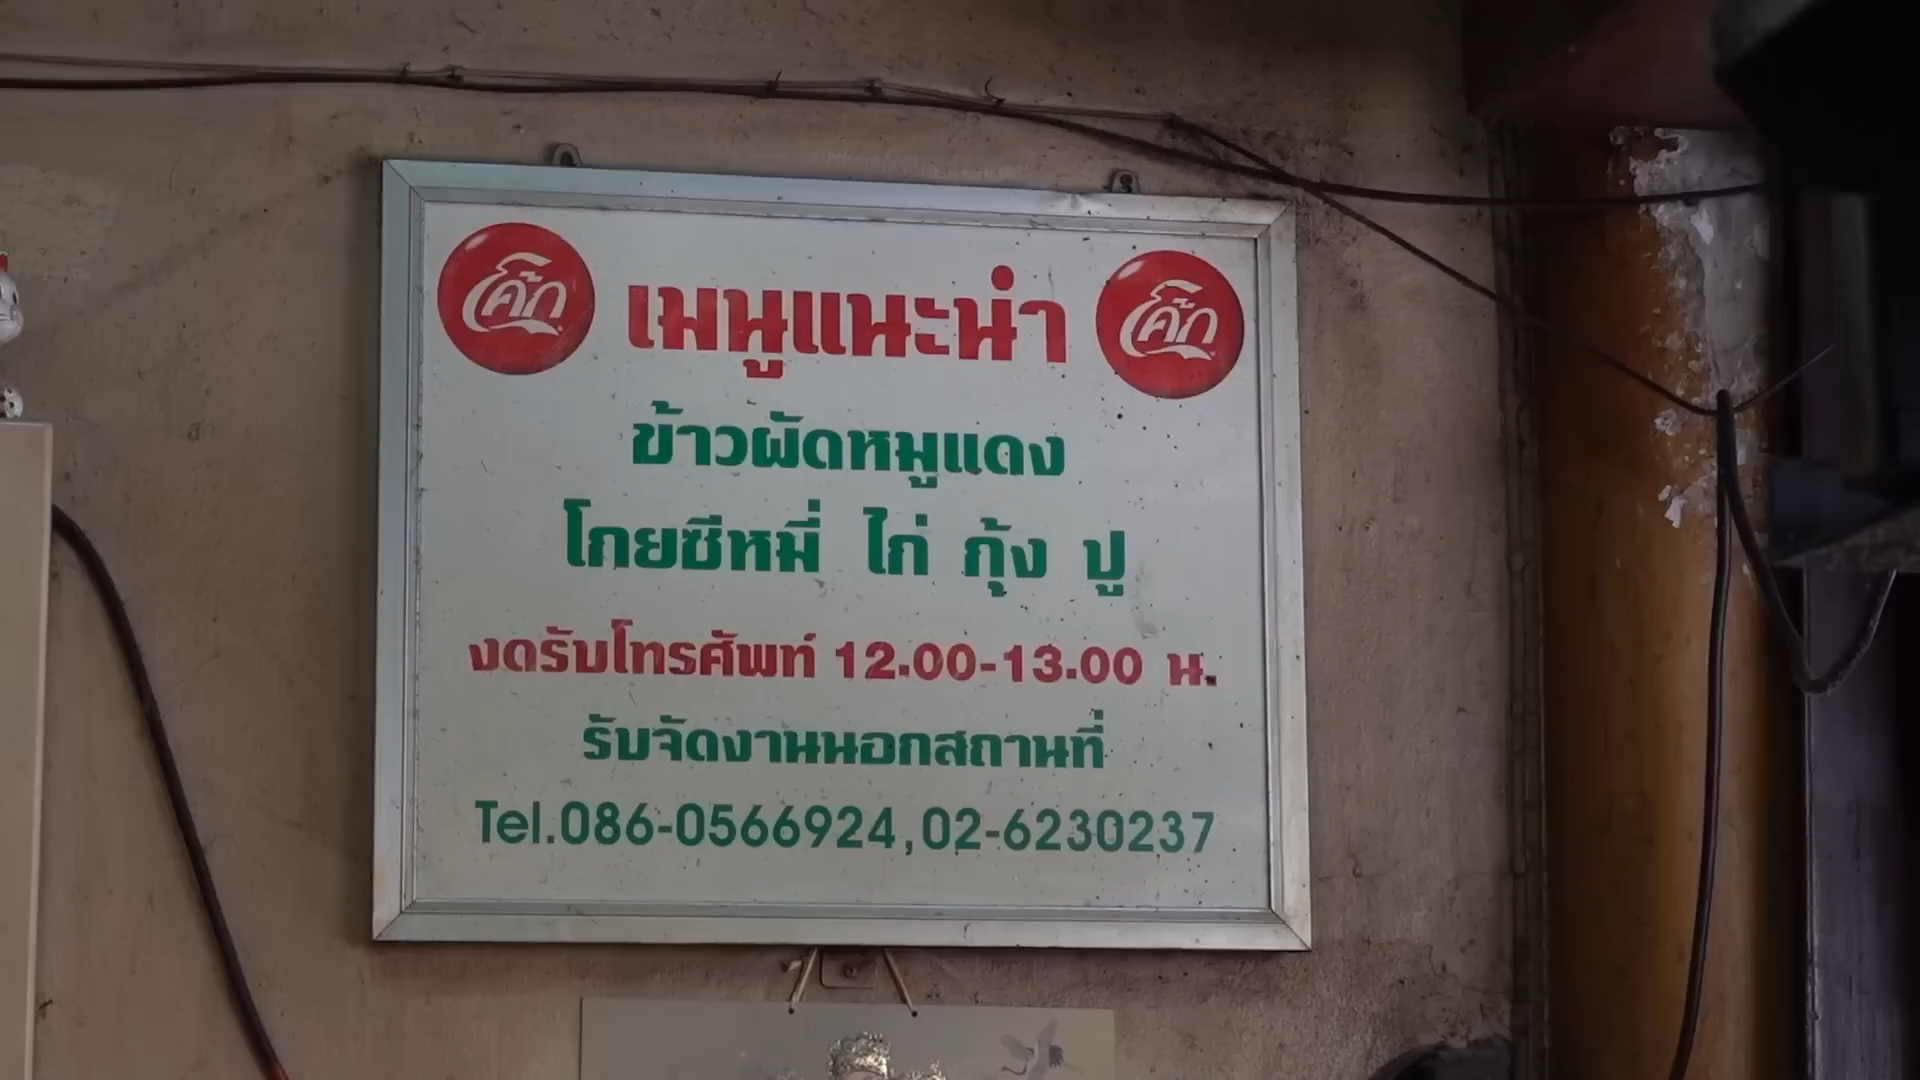 โค้ก เมนูแนะนำ โค้ก
ข้าวผัดหมูแดง
โกยซีหมี่ ไก่ กุ้ง ปู
งดรับโทรศัพท์ 12.00-13.00 น.
รับจัดงานนอกสถานที่
Tel.086-0566924,02-6230237